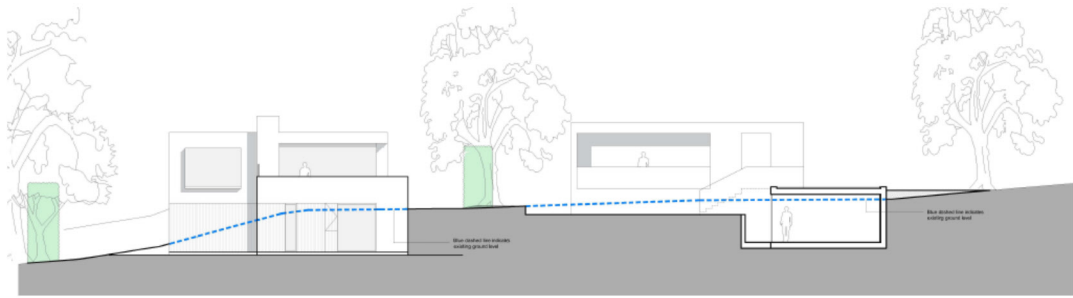 Blue dashed line indicates
existing ground level
Blue dashed line indicates
existing ground level